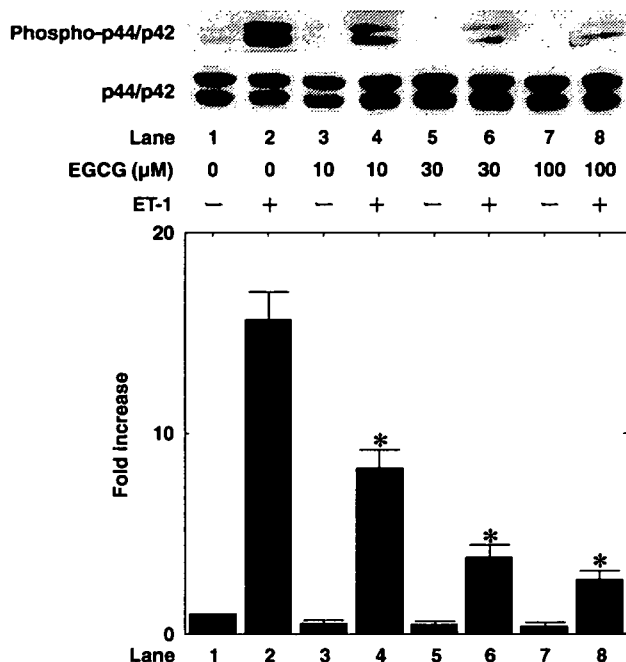 Phospho-p44/p42
p44/p42
Lane 1 2 3 4 5 6 7 8
EGCG (μM) 0 0 10 10 30 30 100 100
ET-1 − + − + − + − +
20
10
0
Fold increase
* * *
Lane 1 2 3 4 5 6 7 8